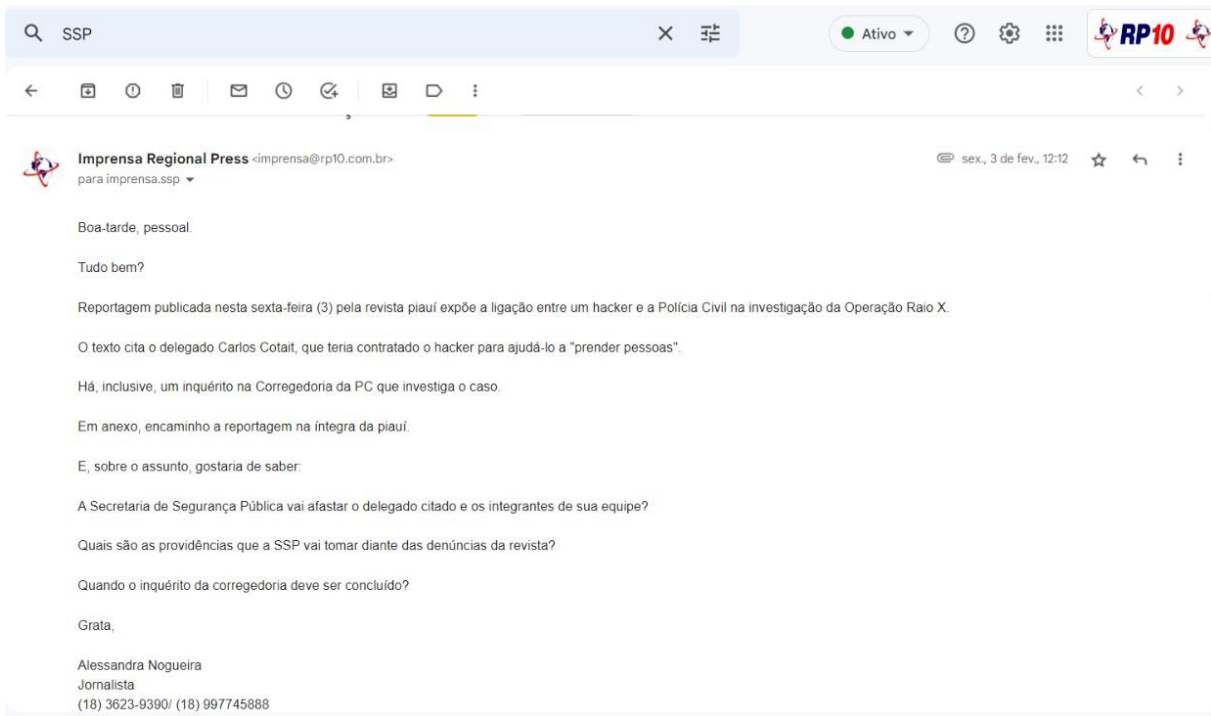 SSP
Ativo
RP10
Imprensa Regional Press <imprensa@rp10.com.br>
sex., 3 de fev., 12:12
para imprensa.ssp
Boa-tarde, pessoal.
Tudo bem?
Reportagem publicada nesta sexta-feira (3) pela revista piauí expõe a ligação entre um hacker e a Polícia Civil na investigação da Operação Raio X.
O texto cita o delegado Carlos Cotait, que teria contratado o hacker para ajudá-lo a "prender pessoas".
Há, inclusive, um inquérito na Corregedoria da PC que investiga o caso.
Em anexo, encaminho a reportagem na íntegra da piauí.
E, sobre o assunto, gostaria de saber:
A Secretaria de Segurança Pública vai afastar o delegado citado e os integrantes de sua equipe?
Quais são as providências que a SSP vai tomar diante das denúncias da revista?
Quando o inquérito da corregedoria deve ser concluído?
Grata,
Alessandra Nogueira
Jornalista
(18) 3623-9390/ (18) 997745888